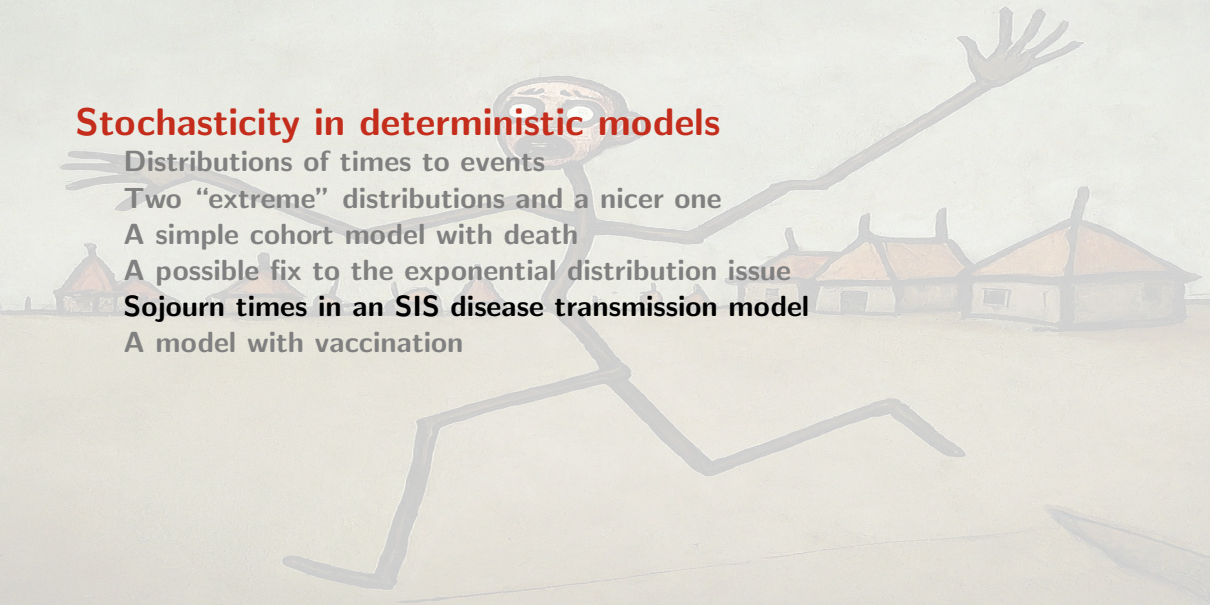 Stochasticity in deterministic models
Distributions of times to events
Two “extreme” distributions and a nicer one
A simple cohort model with death
A possible fix to the exponential distribution issue
Sojourn times in an SIS disease transmission model
A model with vaccination